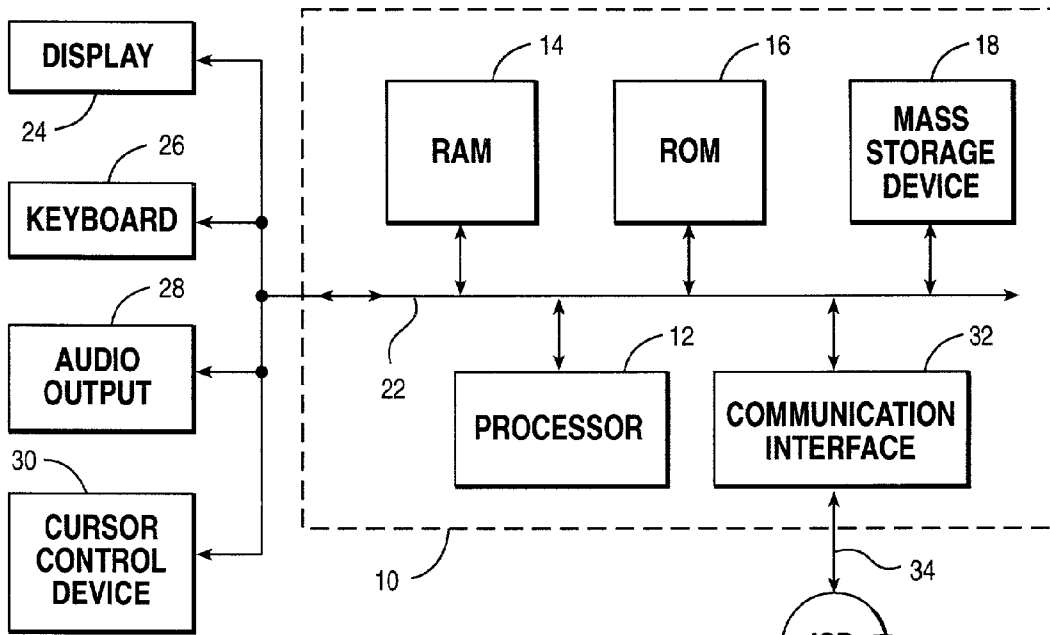 DISPLAY
24
26
KEYBOARD
28
AUDIO
OUTPUT
30
CURSOR
CONTROL
DEVICE
14
RAM
16
ROM
18
MASS
STORAGE
DEVICE
22
12
PROCESSOR
32
COMMUNICATION
INTERFACE
10
34